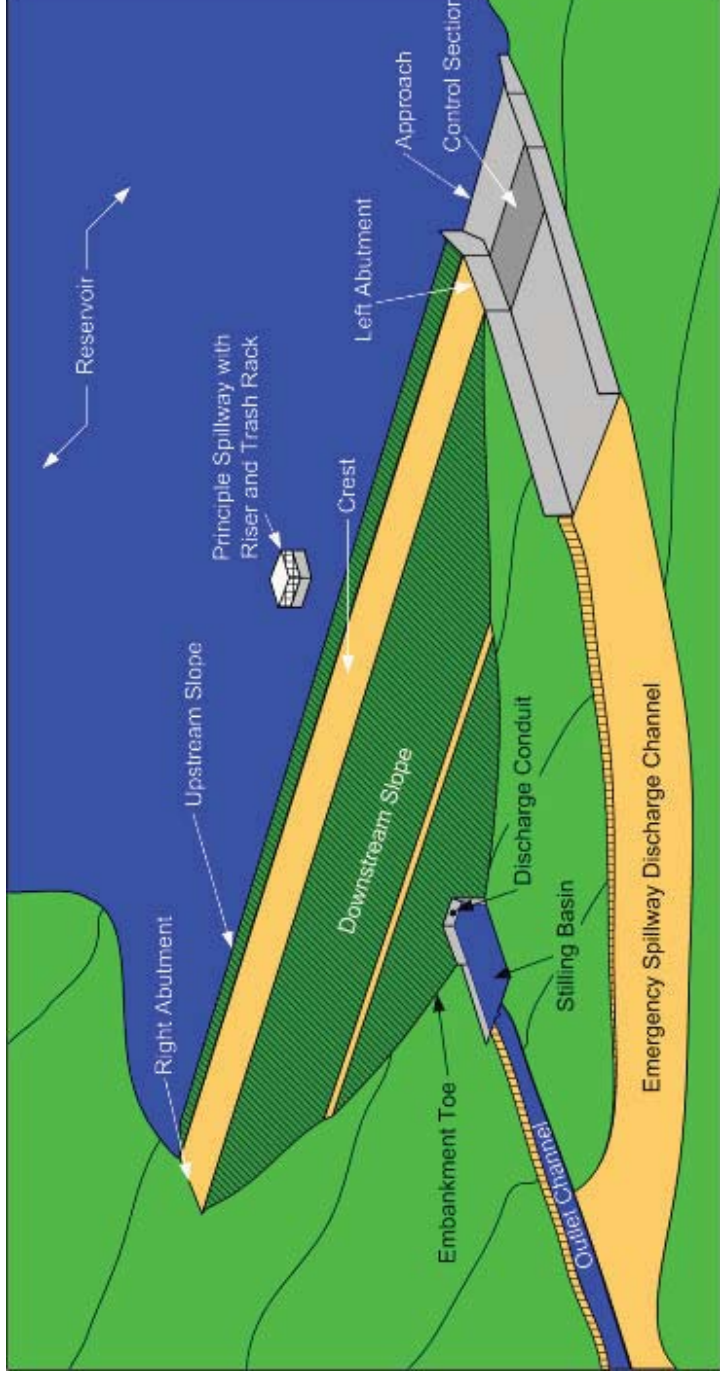 Reservoir
Principle Spillway with
Riser and Trash Rack
Upstream Slope
Right Abutment
Crest
Left Abutment
Approach
Control Section
Downstream Slope
Discharge Conduit
Stilling Basin
Embankment Toe
Outlet Channel
Emergency Spillway Discharge Channel